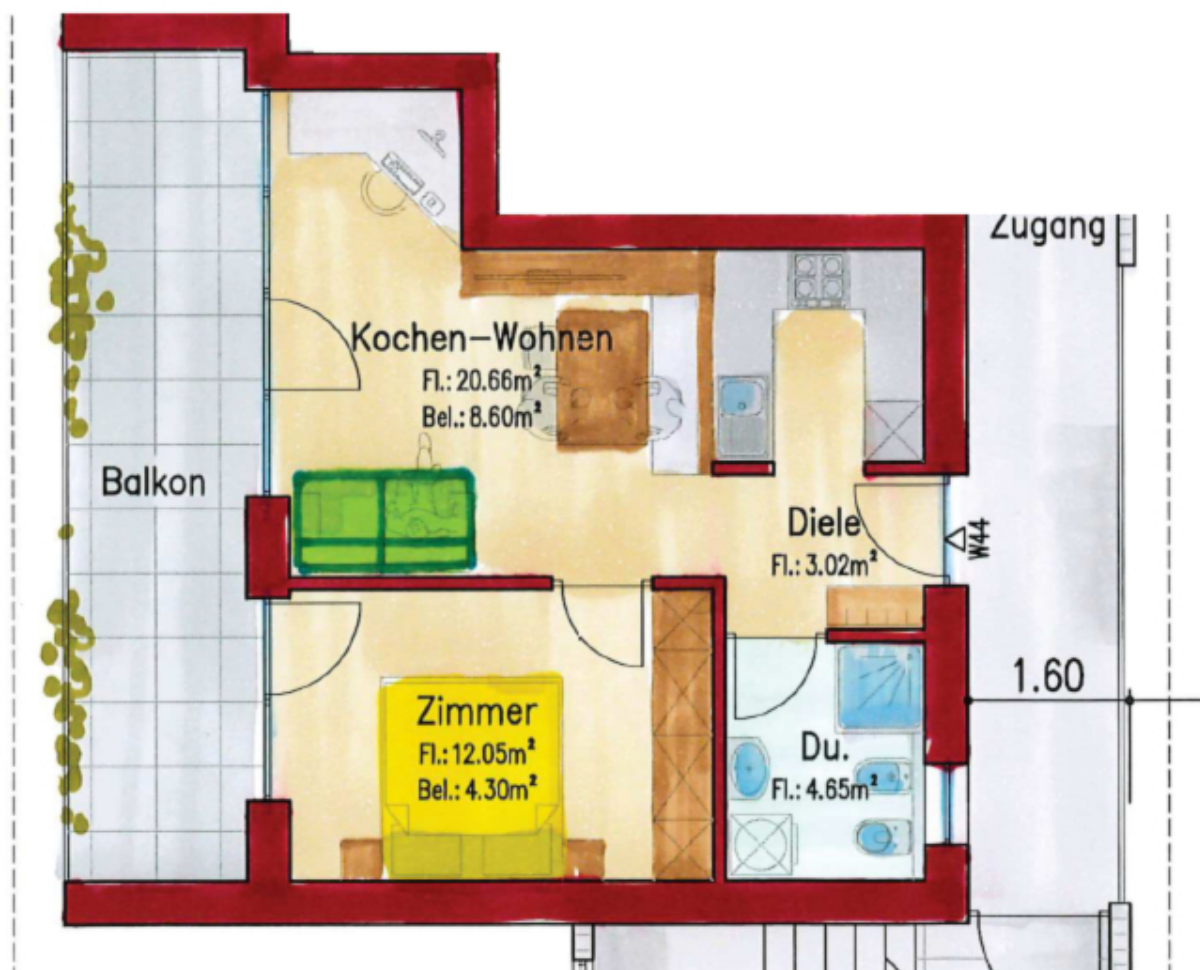 Zugang
Kochen-Wohnen
Fl.: 20.66m²
Bel.: 8.60m²
Balkon
Diele
Fl.: 3.02m²
W44
Zimmer
Fl.: 12.05m²
Bel.: 4.30m²
1.60
Du.
Fl.: 4.65m²